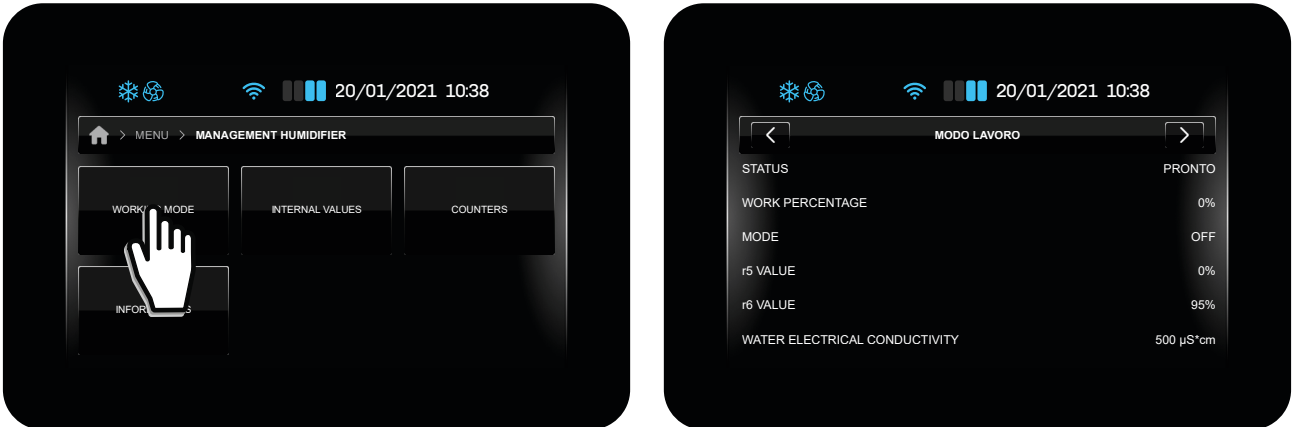 20/01/2021 10:38
> MENU > MANAGEMENT HUMIDIFIER
MODE
INTERNAL VALUES
COUNTERS
20/01/2021 10:38
MODO LAVORO
STATUS PRONTO
WORK PERCENTAGE 0%
MODE OFF
r5 VALUE 0%
r6 VALUE 95%
WATER ELECTRICAL CONDUCTIVITY 500 µS*cm